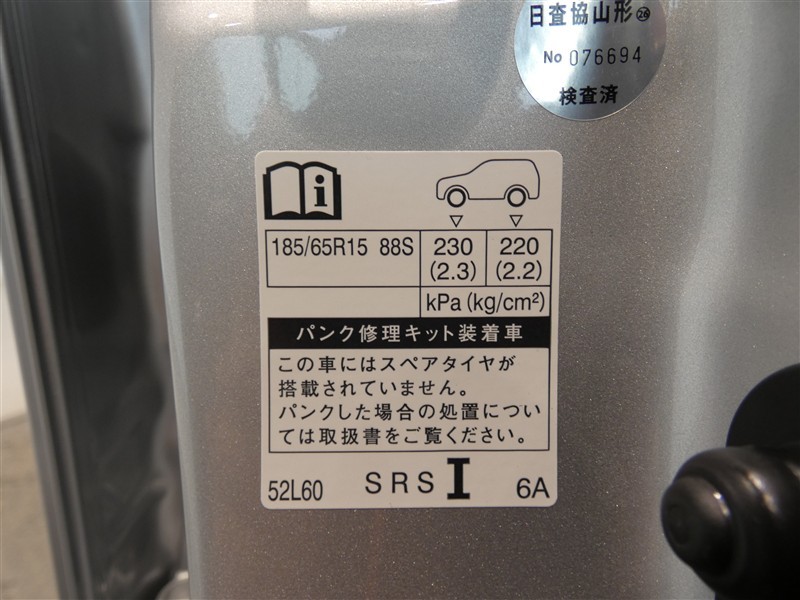 日査協山形㉖
No 076694
検査済
i
185/65R15 88S 230 220
(2.3) (2.2)
kPa (kg/cm²)
パンク修理キット装着車
この車にはスペアタイヤが
搭載されていません。
パンクした場合の処置につい
ては取扱書をご覧ください。
52L60 SRS I 6A